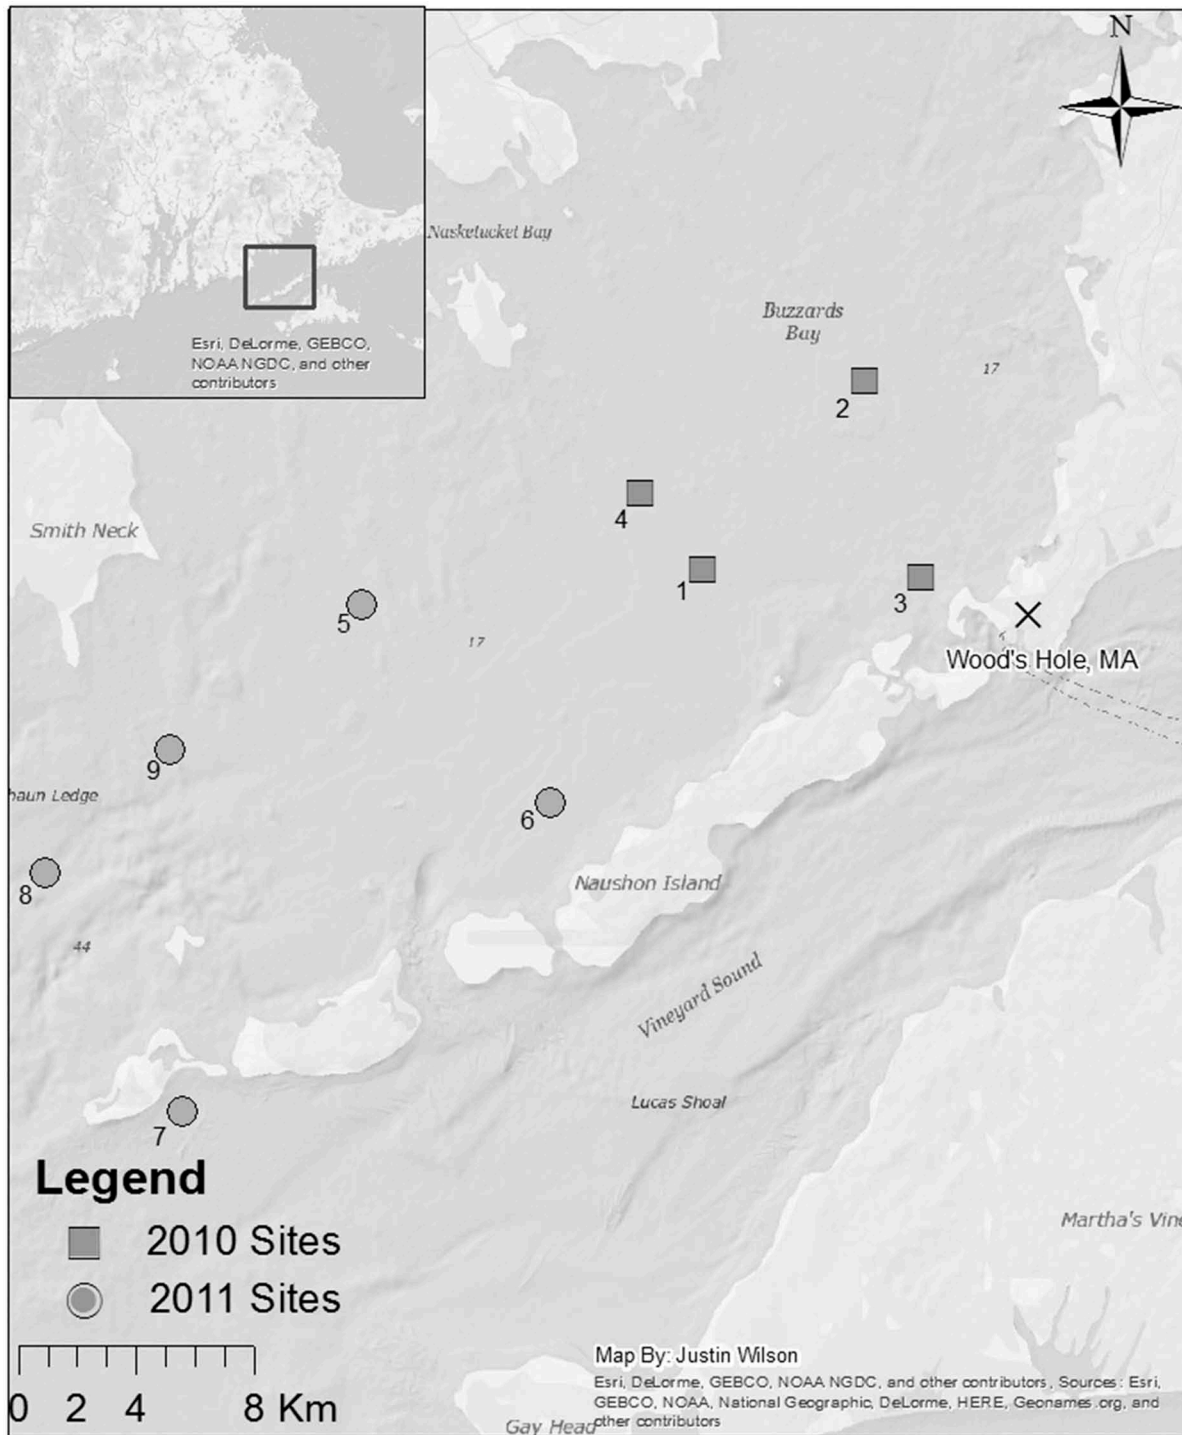 N
Nasketucket Bay
Esri, DeLorme, GEBCO,
NOAA NGDC, and other
contributors
Buzzards
Bay
17
2
4
Smith Neck
1
3
5
17
Wood's Hole, MA
9
haun Ledge
6
8
Naushon Island
44
Vineyard Sound
Lucas Shoal
7
Legend
2010 Sites
2011 Sites
Martha's Vine
0 2 4 8 Km
Map By: Justin Wilson
Esri, DeLorme, GEBCO, NOAA NGDC, and other contributors, Sources: Esri,
GEBCO, NOAA, National Geographic, DeLorme, HERE, Geonames.org, and
other contributors
Gay Head